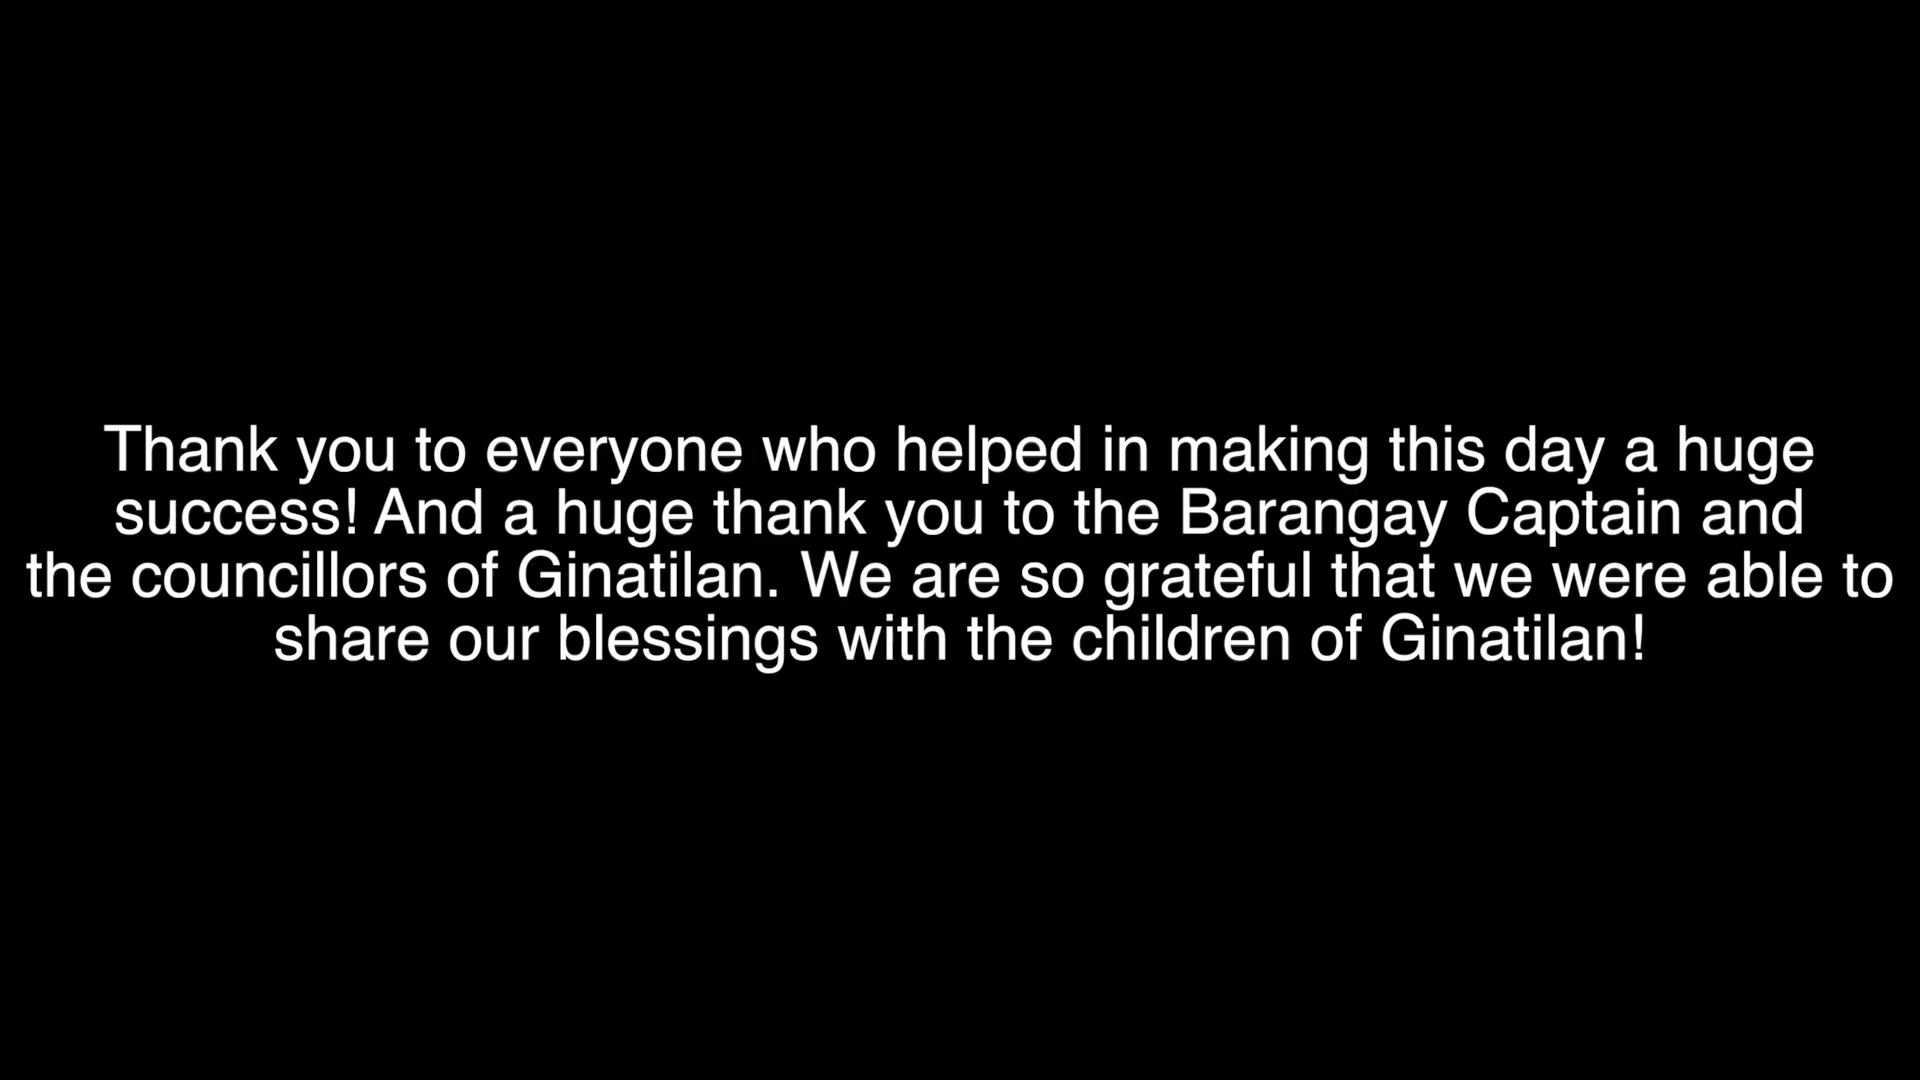 Thank you to everyone who helped in making this day a huge
success! And a huge thank you to the Barangay Captain and
the councillors of Ginatilan. We are so grateful that we were able to
share our blessings with the children of Ginatilan!